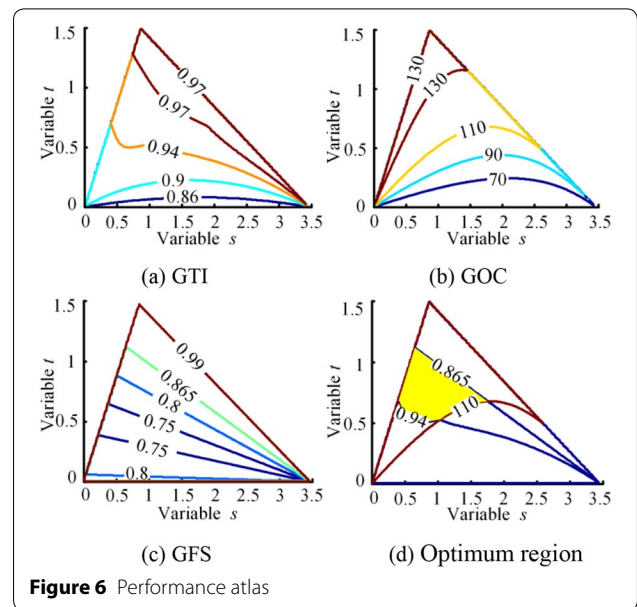 1.5
1
0.5
0
Variable t
0.97
0.97
0.94
0.9
0.86
0 0.5 1 1.5 2 2.5 3 3.5
Variable s
(a) GTI
1.5
1
0.5
0
Variable t
130
130
110
90
70
0 0.5 1 1.5 2 2.5 3 3.5
Variable s
(b) GOC
1.5
1
0.5
0
Variable t
0.99
0.865
0.8
0.75
0.75
0.8
0 0.5 1 1.5 2 2.5 3 3.5
Variable s
(c) GFS
1.5
1
0.5
0
Variable t
0.865
0.94
110
0 0.5 1 1.5 2 2.5 3 3.5
Variable s
(d) Optimum region
Figure 6 Performance atlas